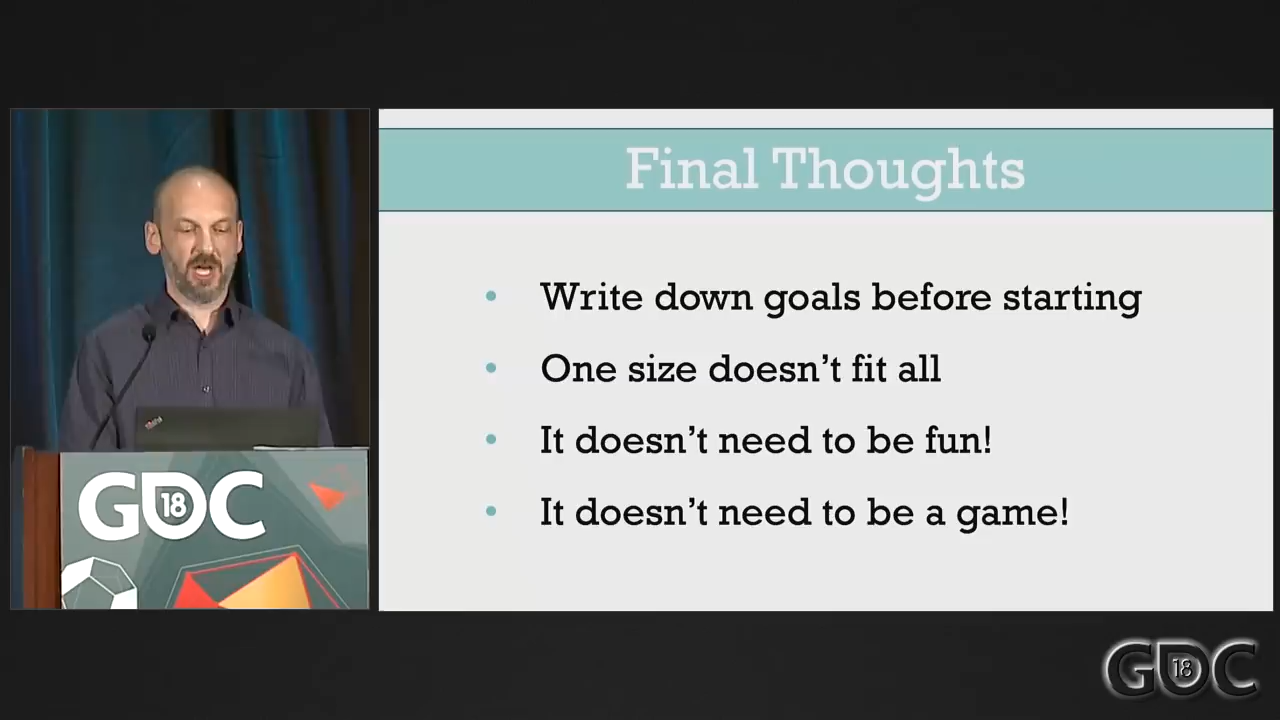 Final Thoughts
• Write down goals before starting
• One size doesn't fit all
• It doesn't need to be fun!
• It doesn't need to be a game!
GDC 18
GDC 18